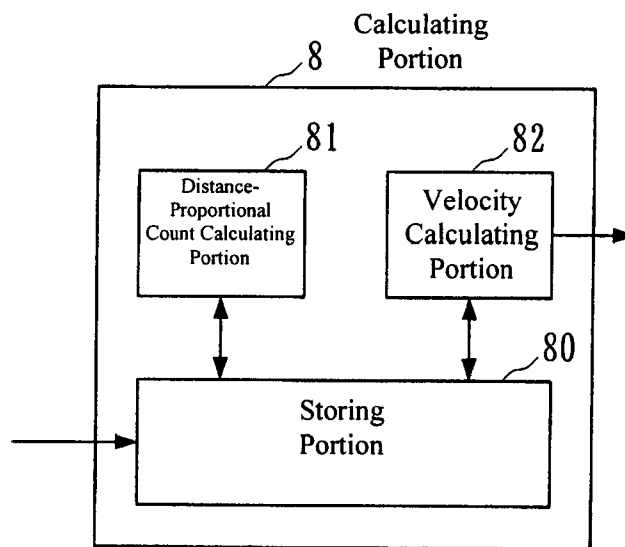 Calculating
Portion
8
81
82
Distance-
Proportional
Count Calculating
Portion
Velocity
Calculating
Portion
80
Storing
Portion